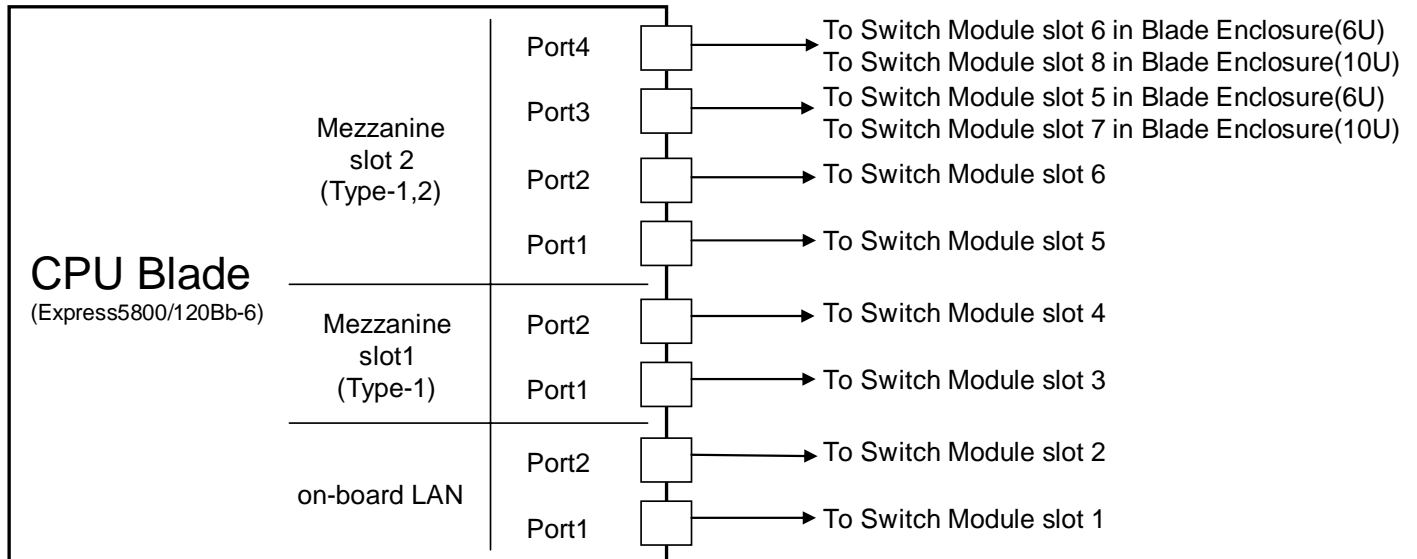 Port4
To Switch Module slot 6 in Blade Enclosure(6U)
To Switch Module slot 8 in Blade Enclosure(10U)
Port3
To Switch Module slot 5 in Blade Enclosure(6U)
To Switch Module slot 7 in Blade Enclosure(10U)
Mezzanine
slot 2
(Type-1,2)
Port2
To Switch Module slot 6
Port1
To Switch Module slot 5
CPU Blade
(Express5800/120Bb-6)
Mezzanine
slot1
(Type-1)
Port2
To Switch Module slot 4
Port1
To Switch Module slot 3
on-board LAN
Port2
To Switch Module slot 2
Port1
To Switch Module slot 1